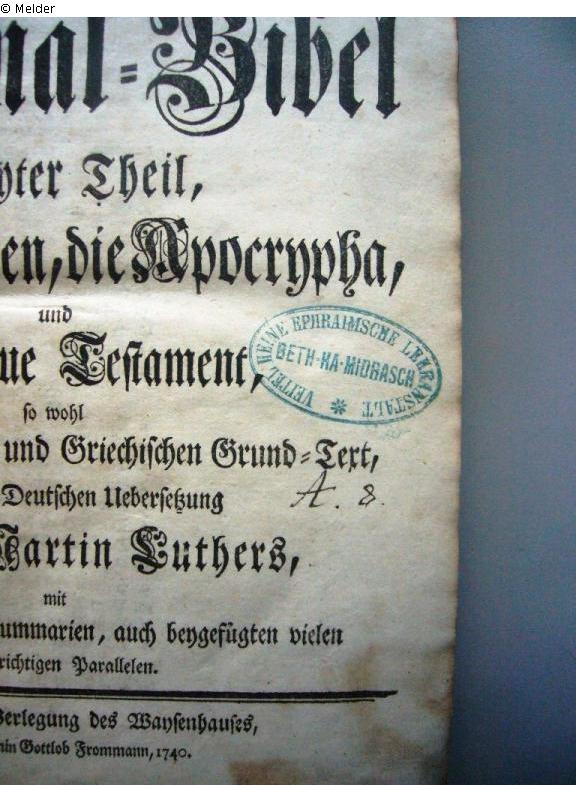 © Melder
nal-Bibel
yter Theil,
en, die Apocrypha,
und
ue Testament,
VEITEL HEINE EPHRAIMSCHE LEHRANSTALT
BETH-HA-MIDRASCH
so wohl
und Griechischen Grund-Text,
Deutschen Uebersetzung
A. 8.
Martin Luthers,
mit
ummarien, auch beygefügten vielen
richtigen Parallelen.
Verlegung des Waysenhauses,
min Gottlob Frommann, 1740.